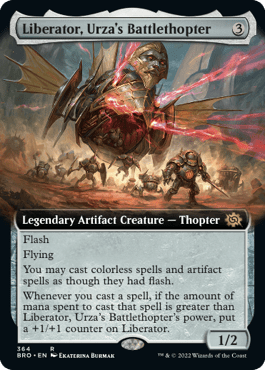 Liberator, Urza's Battlethopter 3
Legendary Artifact Creature — Thopter
Flash
Flying
You may cast colorless spells and artifact
spells as though they had flash.
Whenever you cast a spell, if the amount of
mana spent to cast that spell is greater than
Liberator, Urza's Battlethopter's power, put
a +1/+1 counter on Liberator.
1/2
364 R
BRO • EN EKATERINA BURMAK
™ & © 2022 Wizards of the Coast